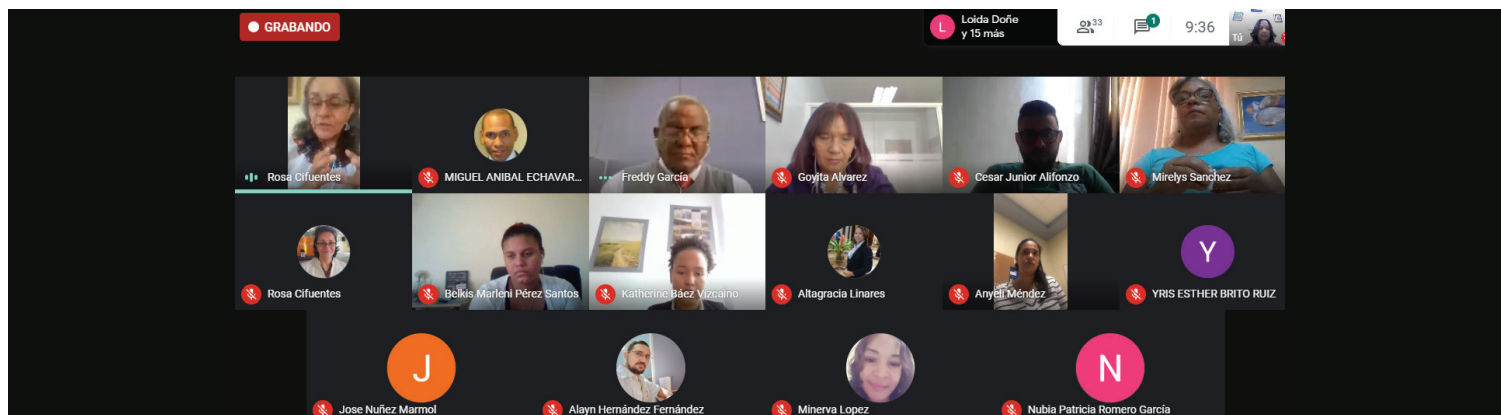 GRABANDO
L
Loida Doñe
y 15 más
33
1
9:36
Tú
Rosa Cifuentes
MIGUEL ANIBAL ECHAVAR...
Freddy García
Goyita Alvarez
Cesar Junior Alifonzo
Mirelys Sanchez
Rosa Cifuentes
Belkis Marleni Pérez Santos
Katherine Báez Vizcaino
Altagracia Linares
Anyeli Méndez
Y
YRIS ESTHER BRITO RUIZ
J
Jose Nuñez Marmol
Alayn Hernández Fernández
Minerva Lopez
N
Nubia Patricia Romero García